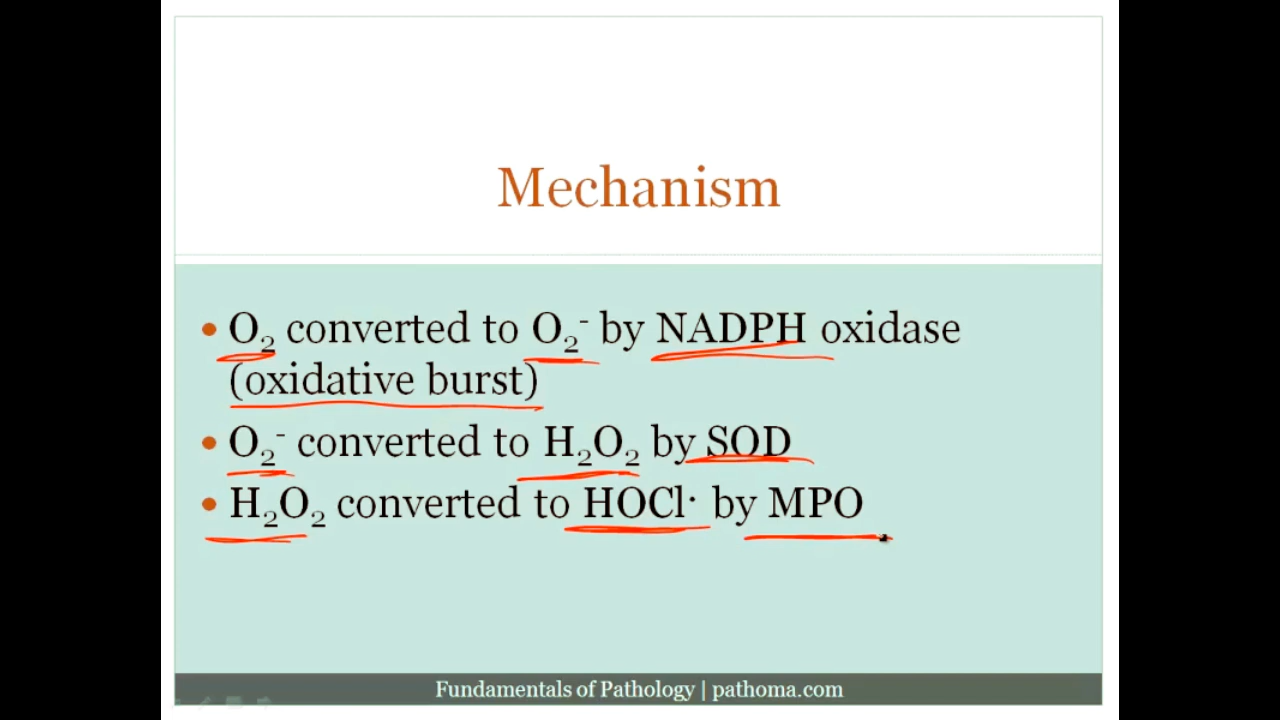 Mechanism
• O₂ converted to O₂⁻ by NADPH oxidase
(oxidative burst)
• O₂⁻ converted to H₂O₂ by SOD
• H₂O₂ converted to HOCl· by MPO
Fundamentals of Pathology | pathoma.com